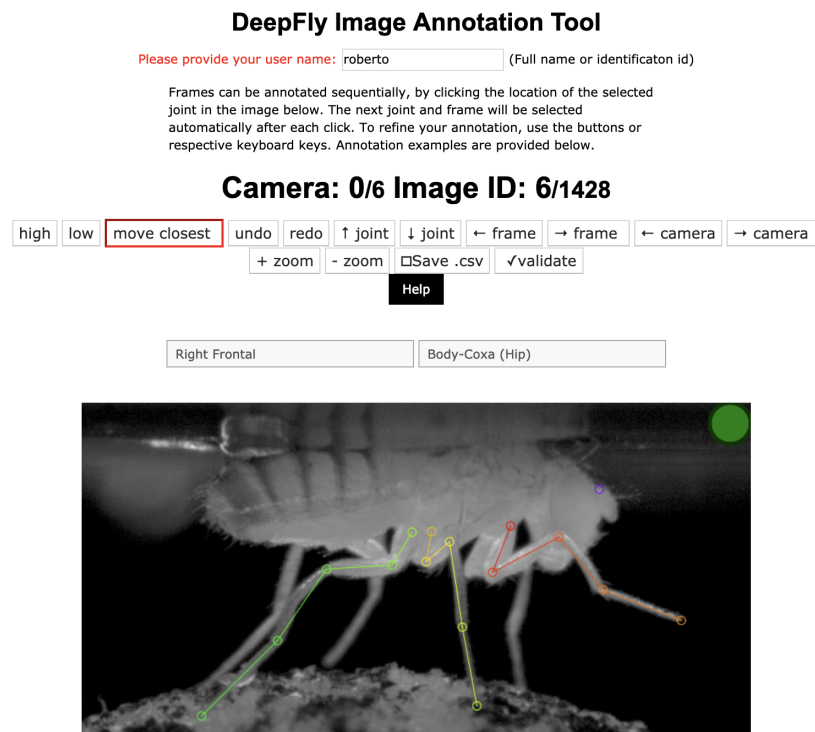 DeepFly Image Annotation Tool
Please provide your user name: roberto (Full name or identificaton id)
Frames can be annotated sequentially, by clicking the location of the selected
joint in the image below. The next joint and frame will be selected
automatically after each click. To refine your annotation, use the buttons or
respective keyboard keys. Annotation examples are provided below.
Camera: 0/6 Image ID: 6/1428
high low move closest undo redo ↑ joint ↓ joint ← frame → frame ← camera → camera
+ zoom - zoom ☐Save .csv ✓validate
Help
Right Frontal Body-Coxa (Hip)